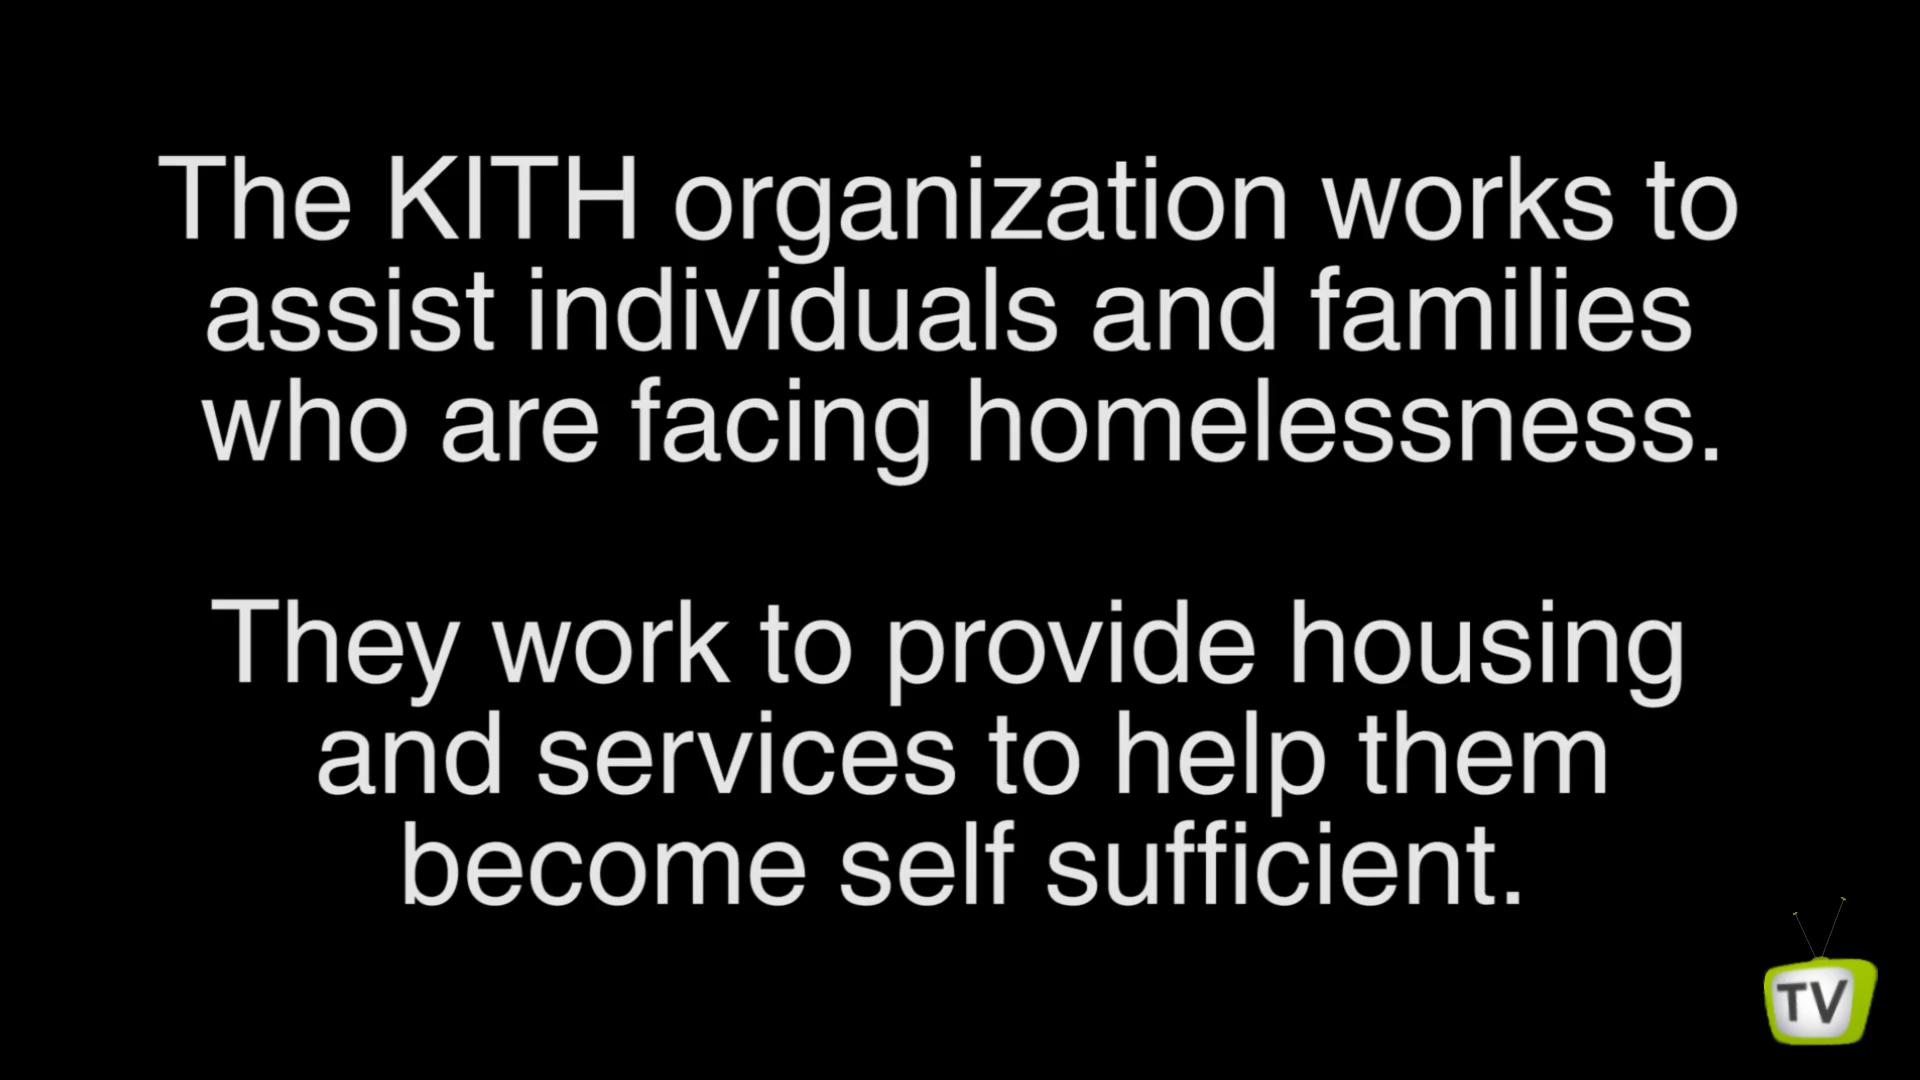 The KITH organization works to
assist individuals and families
who are facing homelessness.
They work to provide housing
and services to help them
become self sufficient.
TV